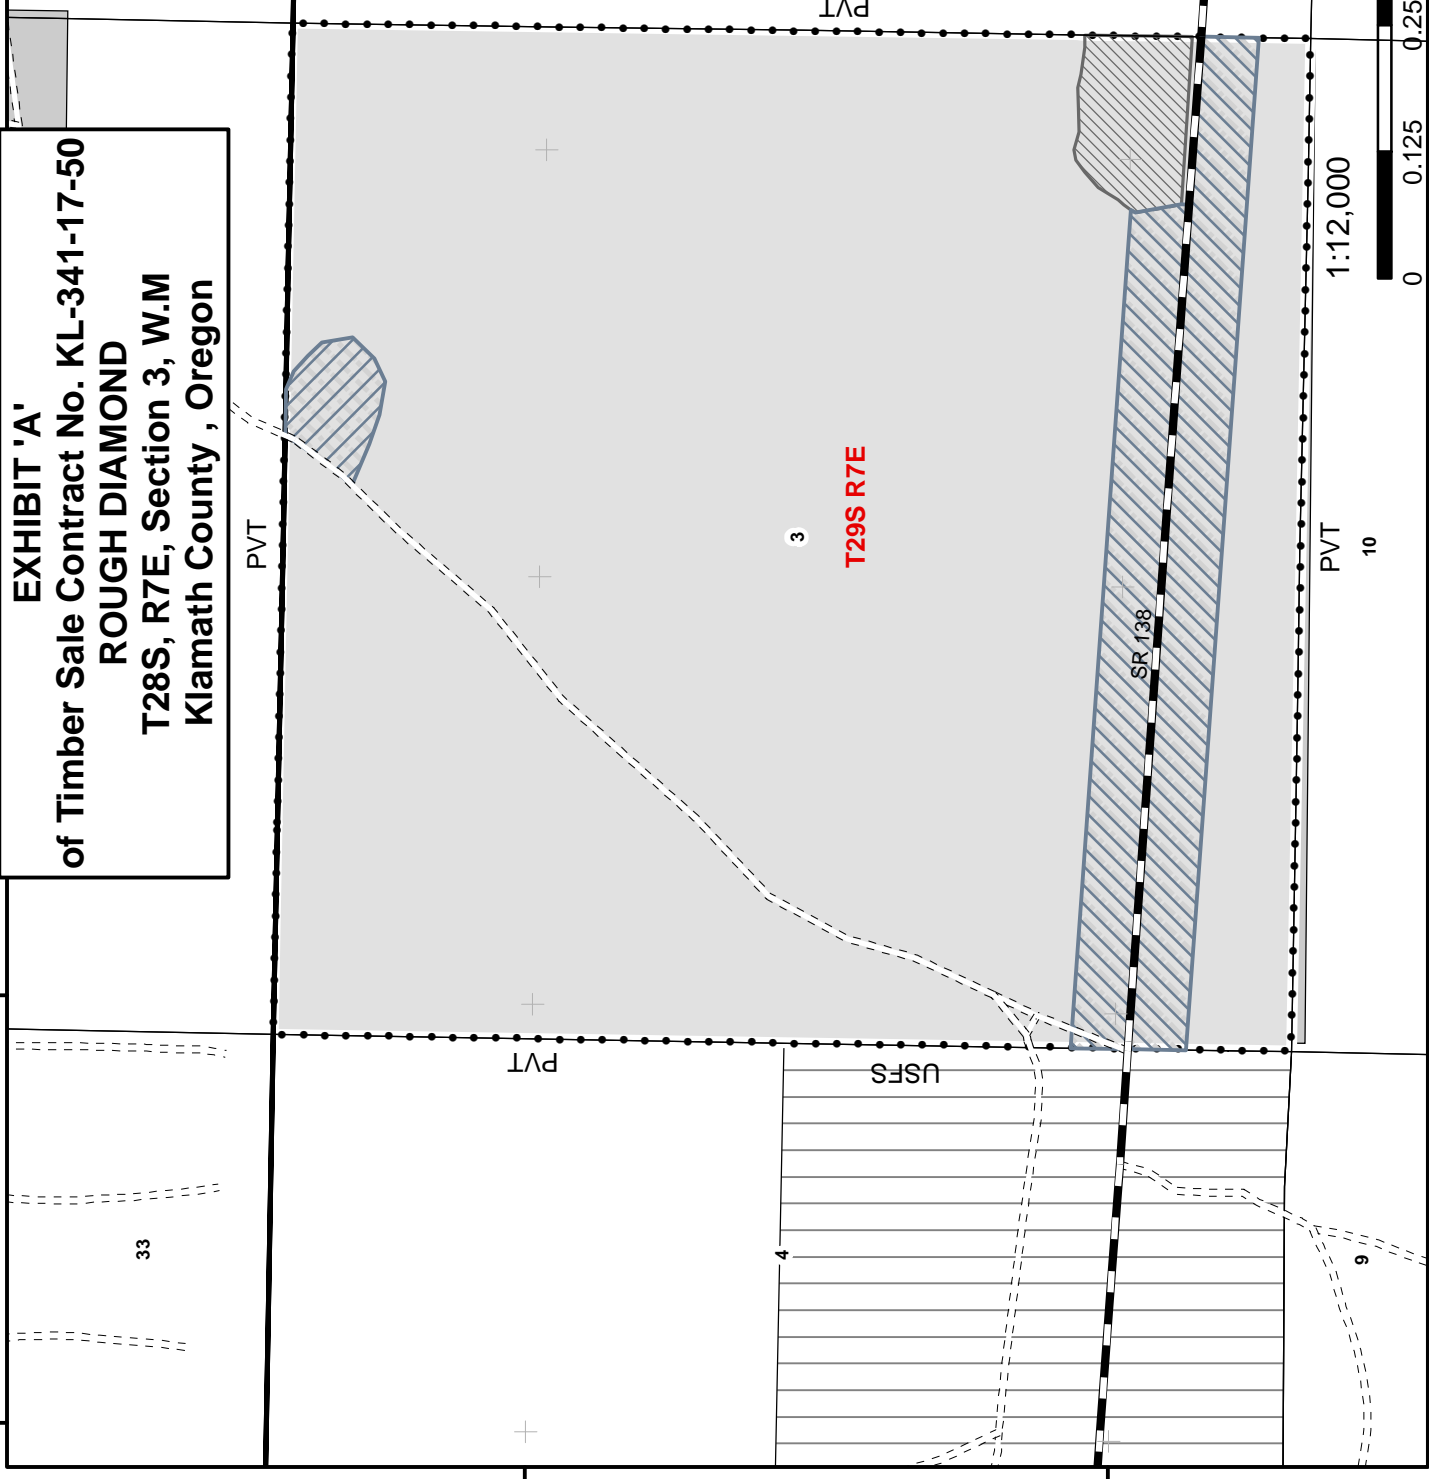 EXHIBIT 'A'
of Timber Sale Contract No. KL-341-17-50
ROUGH DIAMOND
T28S, R7E, Section 3, W.M
Klamath County , Oregon
PVT
PVT
33
3
T29S R7E
PVT
USFS
4
SR 138
PVT
10
9
1:12,000
0 0.125 0.25